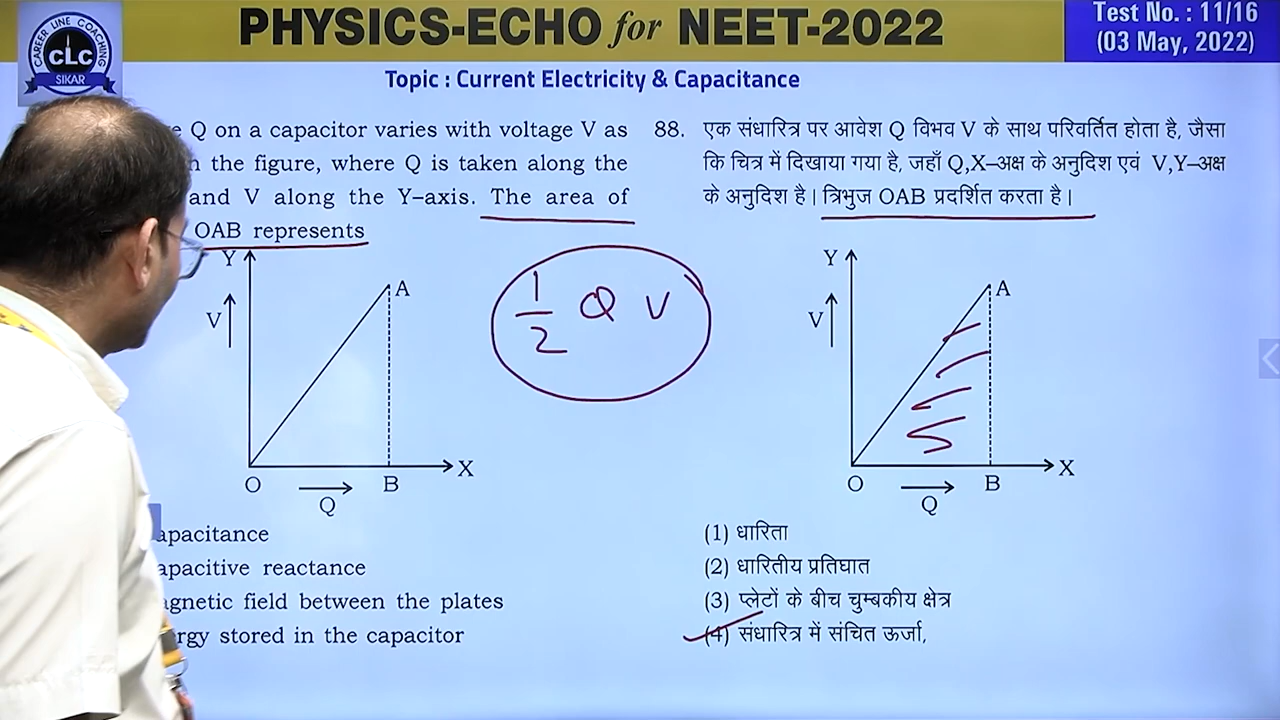 CAREER LINE COACHING
CLC
SIKAR
PHYSICS-ECHO for NEET-2022
Test No. : 11/16
(03 May, 2022)
Topic : Current Electricity & Capacitance
Q on a capacitor varies with voltage V as
the figure, where Q is taken along the
and V along the Y–axis. The area of
OAB represents
Y
V
A
O
B
X
Q
apacitance
apacitive reactance
agnetic field between the plates
rgy stored in the capacitor
1/2 Q V
88. एक संधारित्र पर आवेश Q विभव V के साथ परिवर्तित होता है, जैसा
कि चित्र में दिखाया गया है, जहाँ Q,X–अक्ष के अनुदिश एवं V,Y–अक्ष
के अनुदिश है। त्रिभुज OAB प्रदर्शित करता है।
Y
V
A
O
B
X
Q
(1) धारिता
(2) धारितीय प्रतिघात
(3) प्लेटों के बीच चुम्बकीय क्षेत्र
(4) संधारित्र में संचित ऊर्जा,